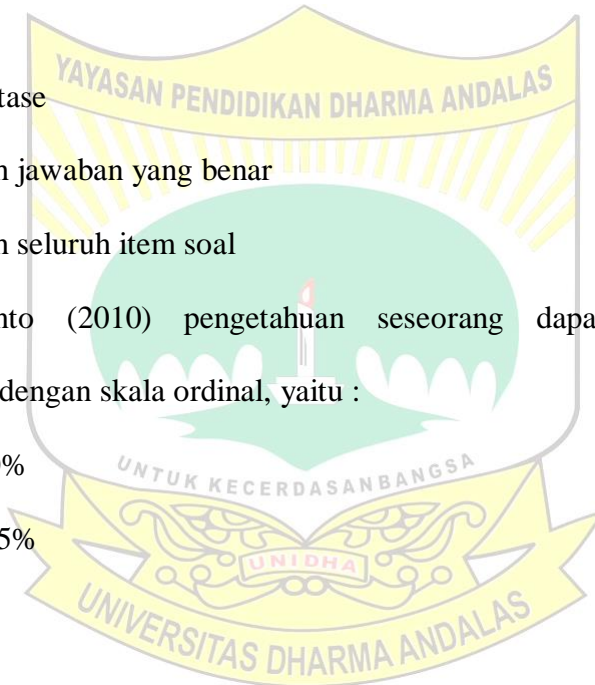 YAYASAN PENDIDIKAN DHARMA ANDALAS
tase
jawaban yang benar
seluruh item soal
nto (2010) pengetahuan seseorang dapa
dengan skala ordinal, yaitu :
%
UNTUK KECERDASAN BANGSA
5%
UNIDHA
UNIVERSITAS DHARMA ANDALAS